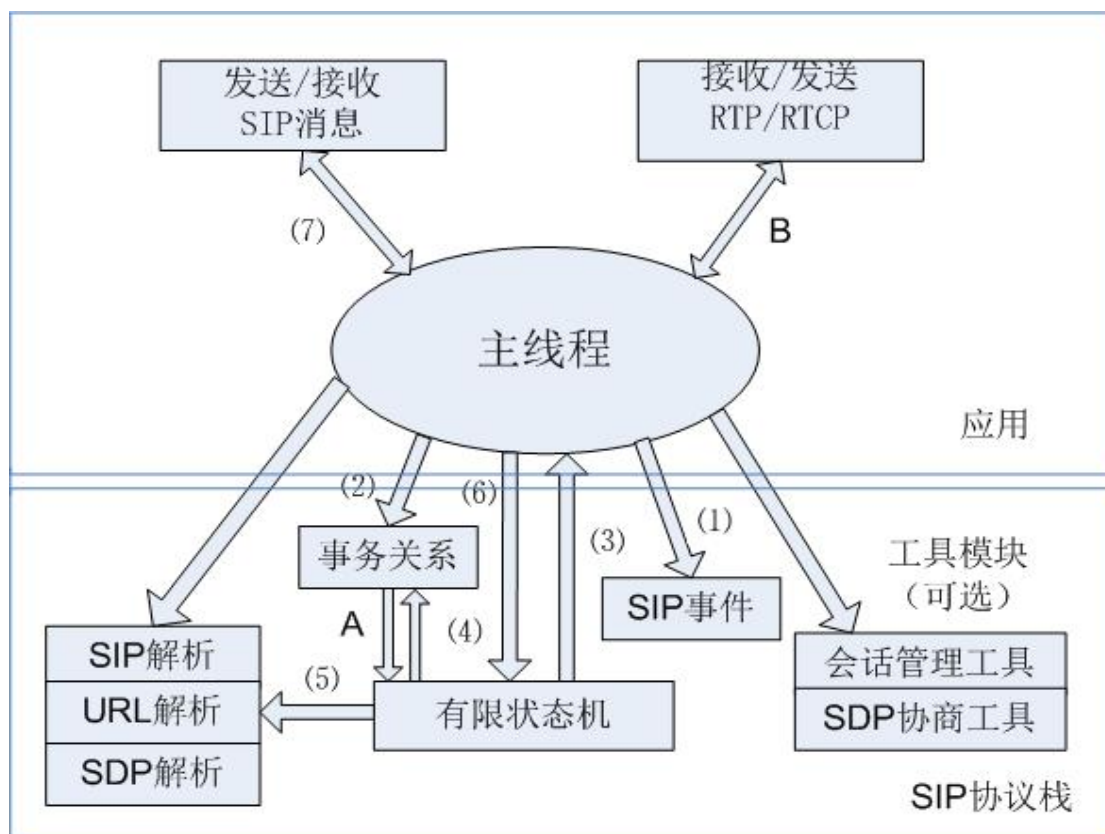 发送/接收
SIP消息
接收/发送
RTP/RTCP
(7)
B
主线程
应用
(2)
(6)
(3)
(1)
事务关系
SIP事件
工具模块
（可选）
A
(4)
(5)
SIP解析
URL解析
SDP解析
有限状态机
会话管理工具
SDP协商工具
SIP协议栈